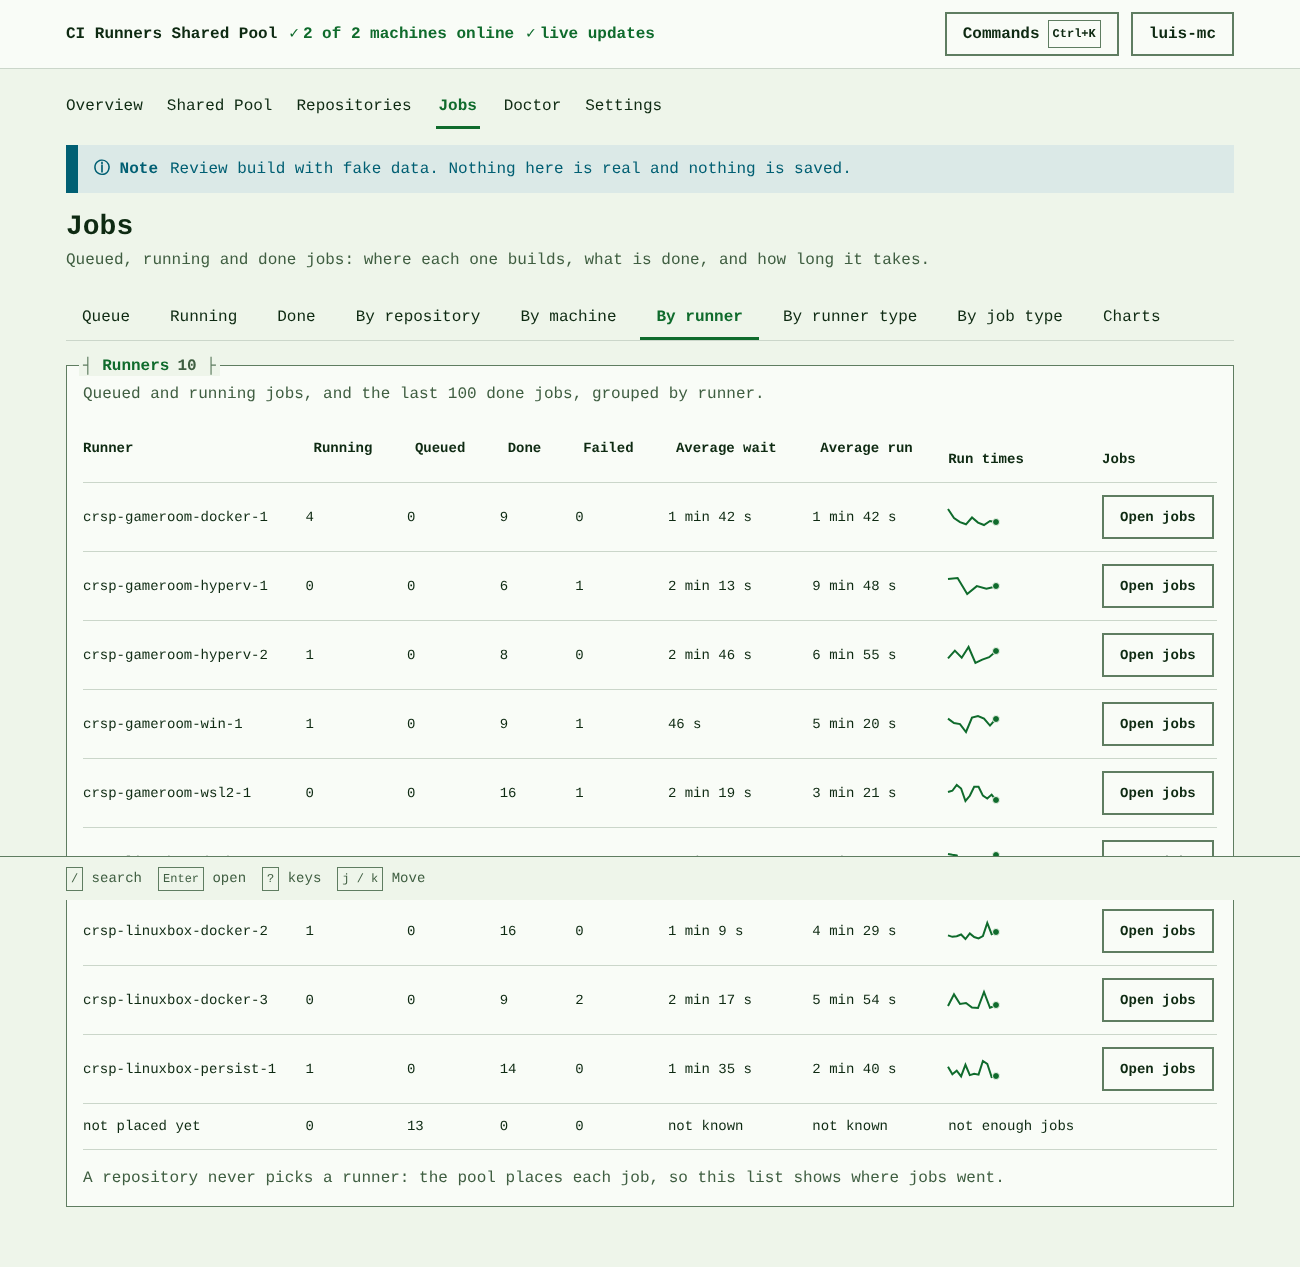 CI Runners Shared Pool ✓ 2 of 2 machines online ✓ live updates Commands Ctrl+K luis-mc
Overview Shared Pool Repositories Jobs Doctor Settings
ⓘ Note Review build with fake data. Nothing here is real and nothing is saved.
Jobs
Queued, running and done jobs: where each one builds, what is done, and how long it takes.
Queue Running Done By repository By machine By runner By runner type By job type Charts
Runners 10
Queued and running jobs, and the last 100 done jobs, grouped by runner.
Runner Running Queued Done Failed Average wait Average run Run times Jobs
crsp-gameroom-docker-1 4 0 9 0 1 min 42 s 1 min 42 s Open jobs
crsp-gameroom-hyperv-1 0 0 6 1 2 min 13 s 9 min 48 s Open jobs
crsp-gameroom-hyperv-2 1 0 8 0 2 min 46 s 6 min 55 s Open jobs
crsp-gameroom-win-1 1 0 9 1 46 s 5 min 20 s Open jobs
crsp-gameroom-wsl2-1 0 0 16 1 2 min 19 s 3 min 21 s Open jobs
/ search Enter open ? keys j / k Move
crsp-linuxbox-docker-2 1 0 16 0 1 min 9 s 4 min 29 s Open jobs
crsp-linuxbox-docker-3 0 0 9 2 2 min 17 s 5 min 54 s Open jobs
crsp-linuxbox-persist-1 1 0 14 0 1 min 35 s 2 min 40 s Open jobs
not placed yet 0 13 0 0 not known not known not enough jobs
A repository never picks a runner: the pool places each job, so this list shows where jobs went.